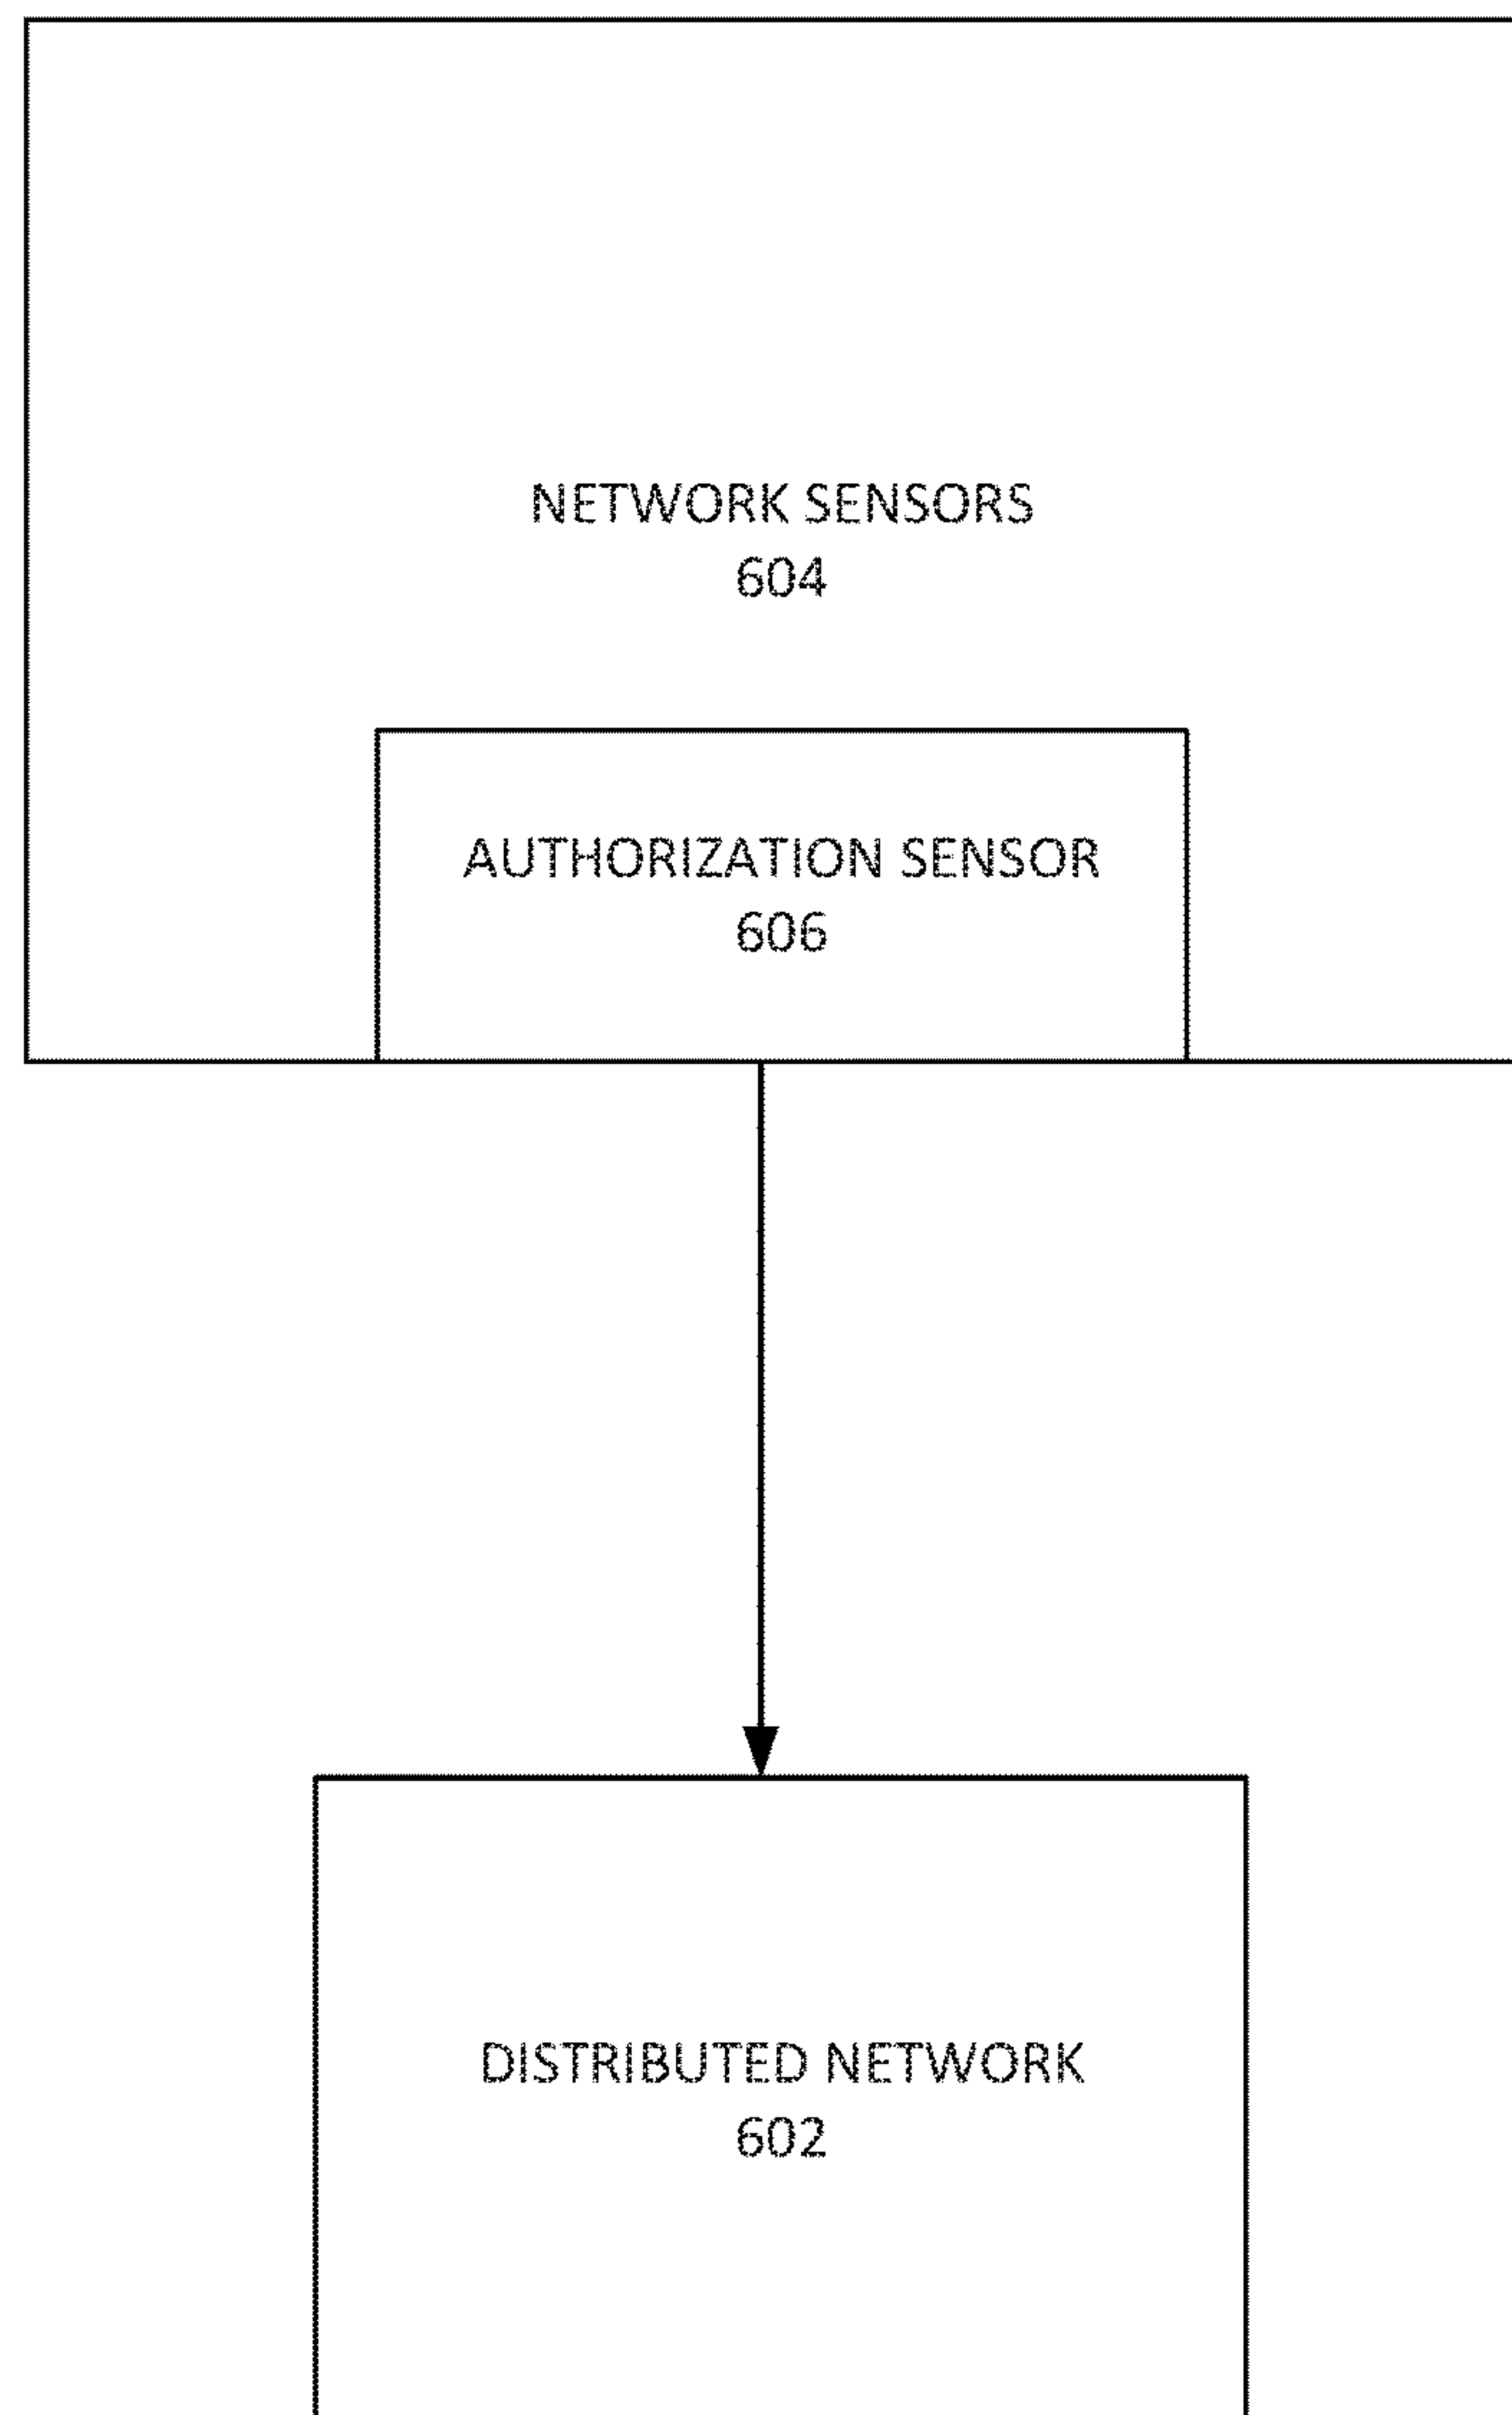 NETWORK SENSORS
604
AUTHORIZATION SENSOR
606
DISTRIBUTED NETWORK
602